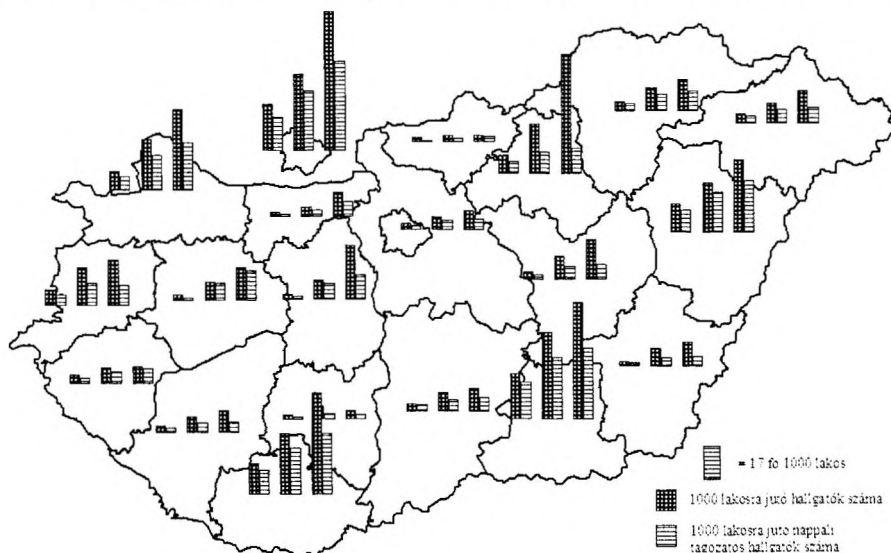 = 17 fő 1000 lakos
1000 lakosra jutó hallgatók száma
1000 lakosra jutó nappali
tagozatos hallgatók száma